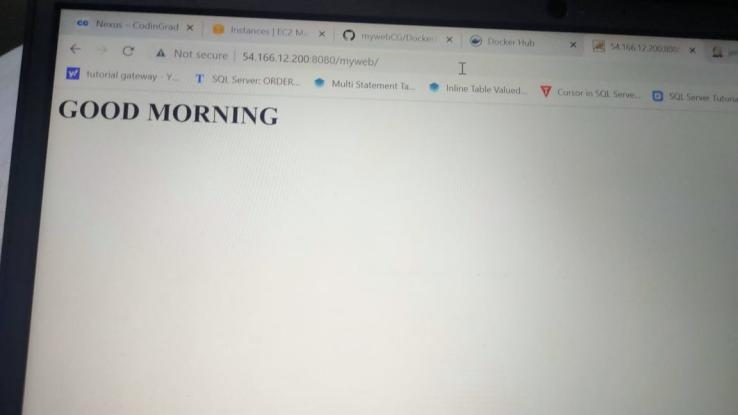 Nexus – CodinGrad
Instances | EC2 M
mywebCG/Docker
Docker Hub
54.166.12.200:808
Not secure | 54.166.12.200:8080/myweb/
tutorial gateway - Y...
SQL Server: ORDER...
Multi Statement Ta...
Inline Table Valued...
Cursor in SQL Serve...
SQL Server Tutoria
GOOD MORNING